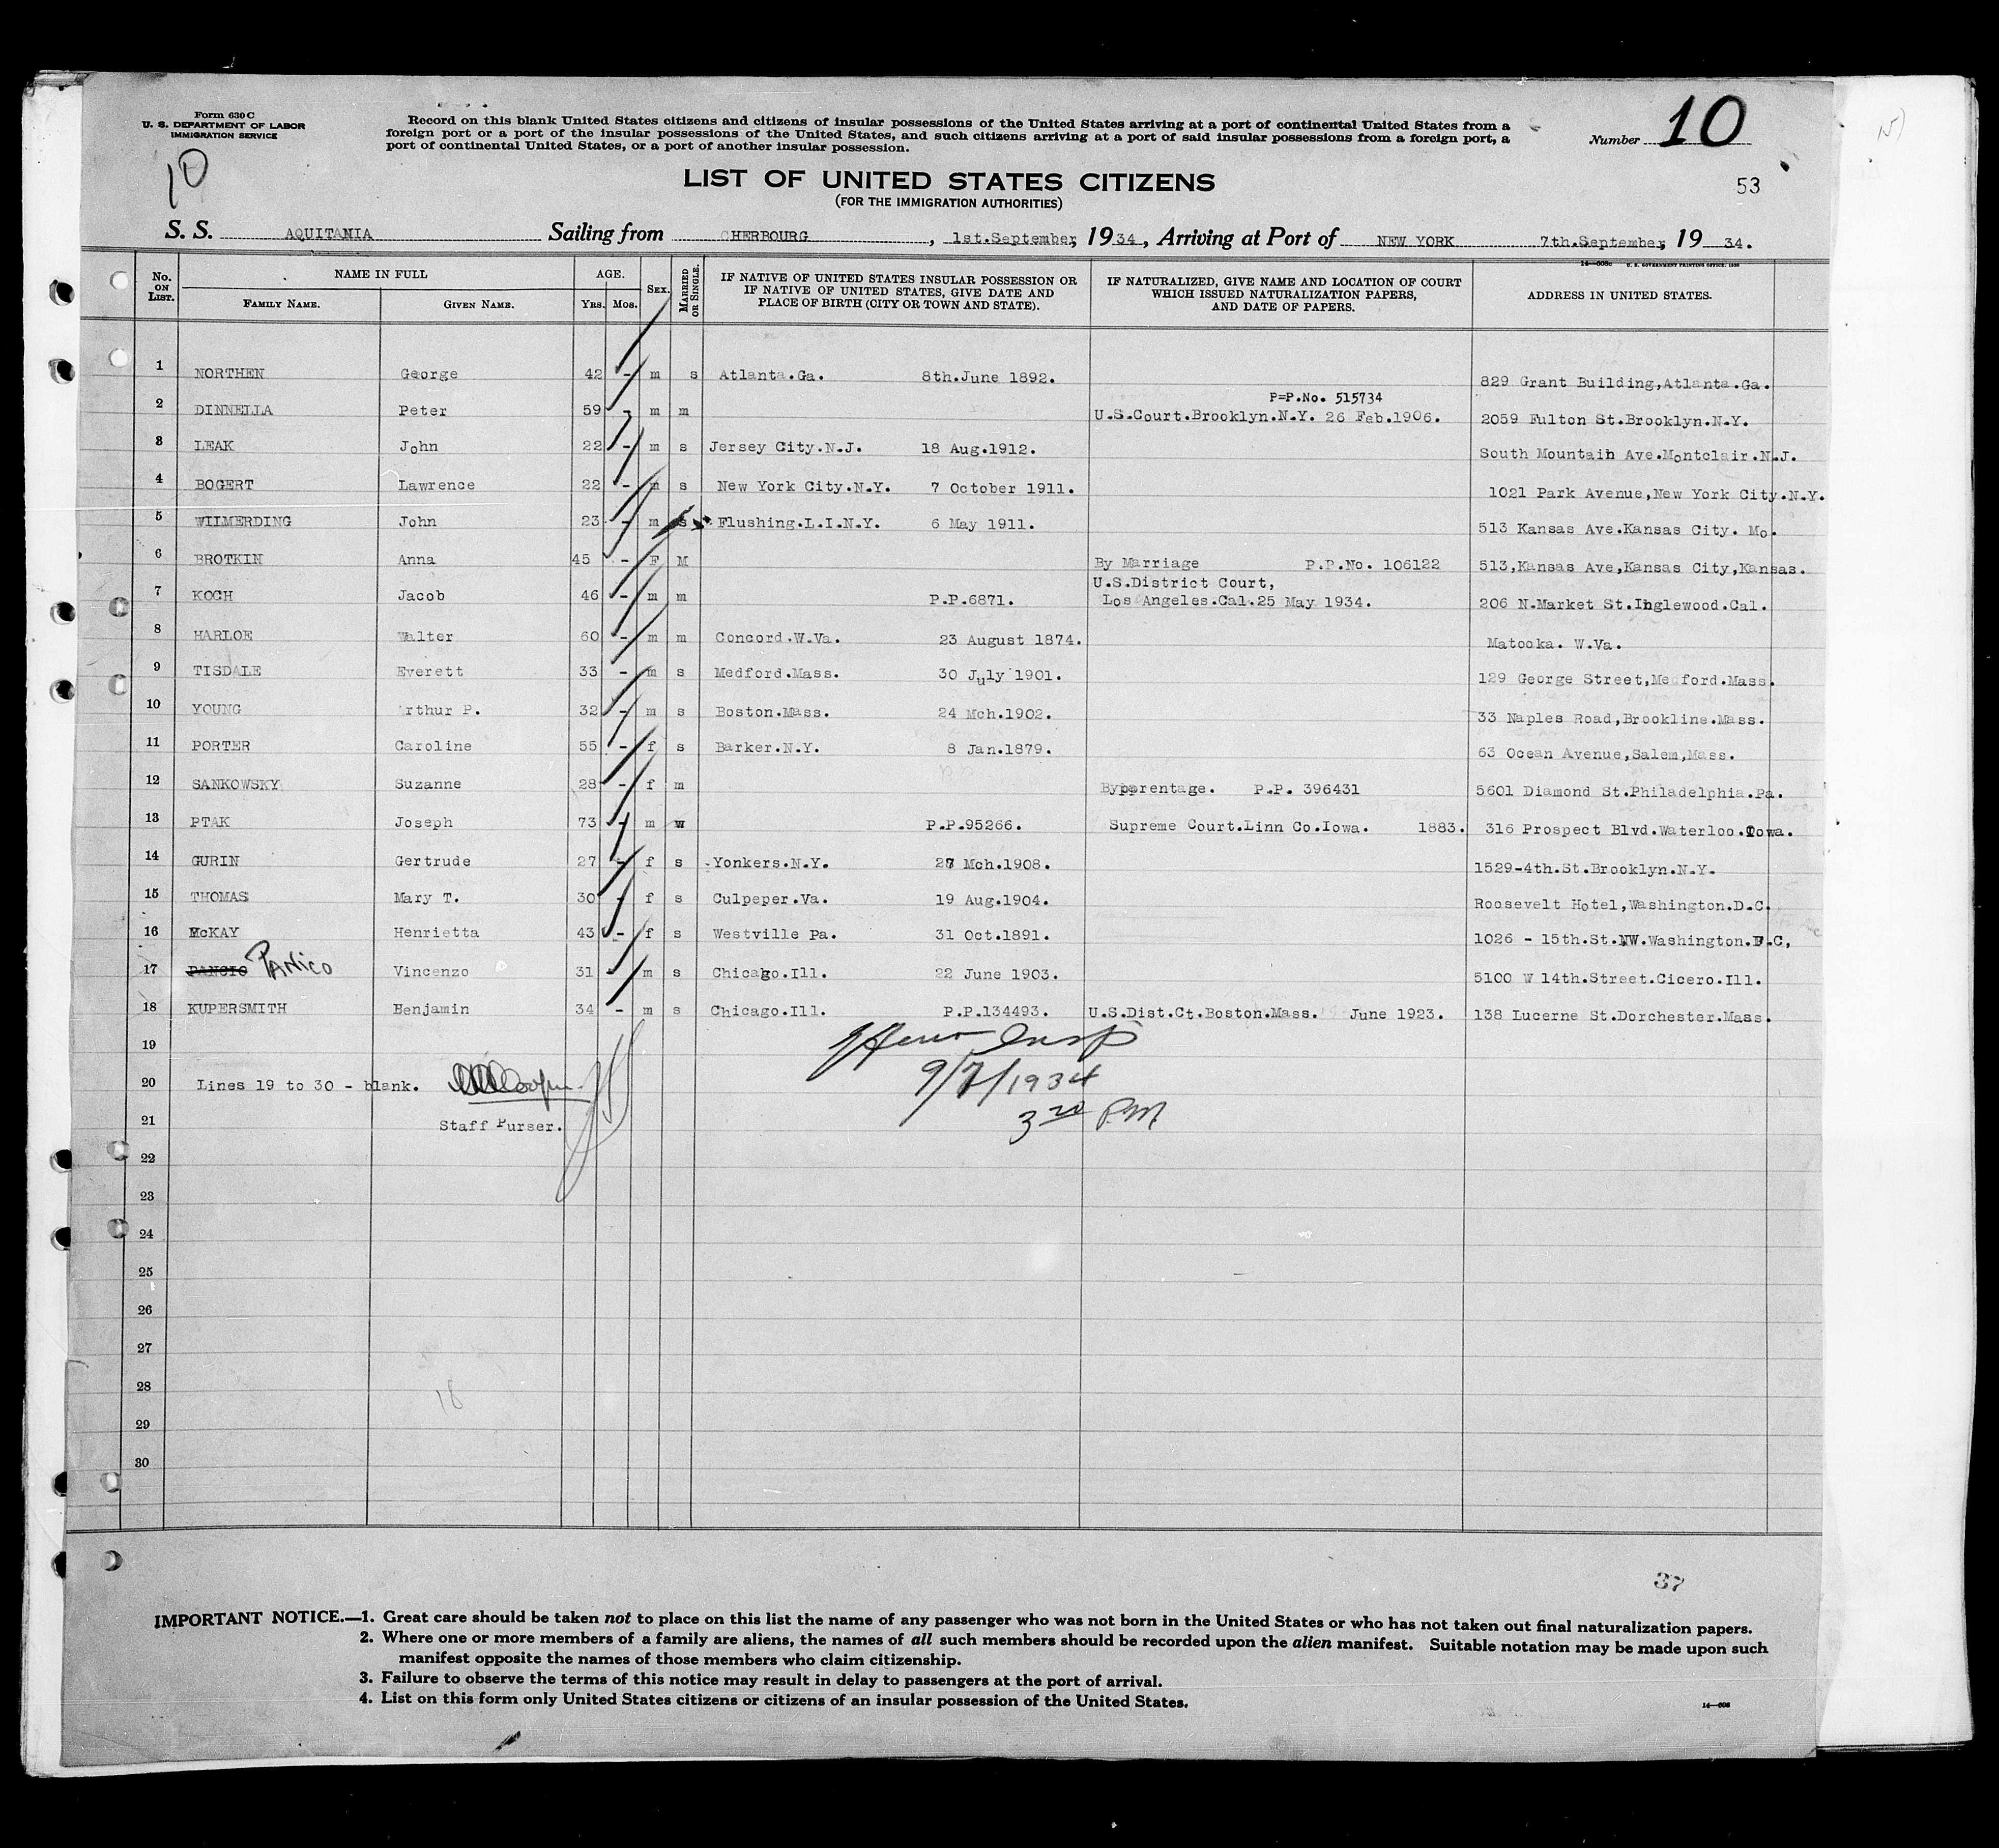 Form 630 C
U. S. DEPARTMENT OF LABOR
IMMIGRATION SERVICE
10
Record on this blank United States citizens and citizens of insular possessions of the United States arriving at a port of continental United States from a
foreign port or a port of the insular possessions of the United States, and such citizens arriving at a port of said insular possessions from a foreign port, a
port of continental United States, or a port of another insular possession.
Number 10
LIST OF UNITED STATES CITIZENS
(FOR THE IMMIGRATION AUTHORITIES)
53
S. S. AQUITANIA Sailing from CHERBOURG , 1st.September, 1934, Arriving at Port of NEW YORK 7th.September, 19 34.
14—608c U. S. GOVERNMENT PRINTING OFFICE: 1930
No. ON LIST. NAME IN FULL AGE. Sex. MARRIED OR SINGLE. IF NATIVE OF UNITED STATES INSULAR POSSESSION OR IF NATIVE OF UNITED STATES, GIVE DATE AND PLACE OF BIRTH (CITY OR TOWN AND STATE). IF NATURALIZED, GIVE NAME AND LOCATION OF COURT WHICH ISSUED NATURALIZATION PAPERS, AND DATE OF PAPERS. ADDRESS IN UNITED STATES.
FAMILY NAME. GIVEN NAME. Yrs. Mos.
1 NORTHEN George 42 - m s Atlanta.Ga. 8th.June 1892. 829 Grant Building,Atlanta.Ga.
P=P.No. 515734
2 DINNELLA Peter 59 - m m U.S.Court.Brooklyn.N.Y. 26 Feb.1906. 2059 Fulton St.Brooklyn.N.Y.
3 LEAK John 22 - m s Jersey City.N.J. 18 Aug.1912. South Mountain Ave.Montclair.N.J.
4 BOGERT Lawrence 22 - m s New York City.N.Y. 7 October 1911. 1021 Park Avenue,New York City.N.Y.
5 WILMERDING John 23 - m s Flushing.L.I.N.Y. 6 May 1911. 513 Kansas Ave.Kansas City. Mo.
6 BROTKIN Anna 45 - F M By Marriage P.P.No. 106122 513,Kansas Ave,Kansas City,Kansas.
U.S.District Court,
7 KOCH Jacob 46 - m m P.P.6871. Los Angeles.Cal.25 May 1934. 206 N.Market St.Inglewood.Cal.
8 HARLOE Walter 60 - m m Concord.W.Va. 23 August 1874. Matooka. W.Va.
9 TISDALE Everett 33 - m s Medford.Mass. 30 July 1901. 129 George Street,Medford.Mass.
10 YOUNG rthur P. 32 - m s Boston.Mass. 24 Mch.1902. 33 Naples Road,Brookline.Mass.
11 PORTER Caroline 55 - f s Barker.N.Y. 8 Jan.1879. 63 Ocean Avenue,Salem,Mass.
12 SANKOWSKY Suzanne 28 - f m Bypprentage. P.P. 396431 5601 Diamond St.Philadelphia.Pa.
13 PTAK Joseph 73 - m w P.P.95266. Supreme Court.Linn Co.Iowa. 1883. 316 Prospect Blvd.Waterloo.Iowa.
14 GURIN Gertrude 27 - f s Yonkers.N.Y. 27 Mch.1908. 1529-4th.St.Brooklyn.N.Y.
15 THOMAS Mary T. 30 - f s Culpeper.Va. 19 Aug.1904. Roosevelt Hotel,Washington.D.C.
16 McKAY Henrietta 43 - f s Westville Pa. 31 Oct.1891. 1026 - 15th.St.NW.Washington.D.C,
17 PANCIO PANICO Vincenzo 31 - m s Chicago.Ill. 22 June 1903. 5100 W 14th.Street.Cicero.Ill.
18 KUPERSMITH Benjamin 34 - m s Chicago.Ill. P.P.134493. U.S.Dist.Ct.Boston.Mass. June 1923. 138 Lucerne St.Dorchester.Mass.
19 Insp
20 Lines 19 to 30 - blank. 9/7/1934
21 Staff Purser. 3 20 P.M
22
23
24
25
26
27
28 18
29
30
37
IMPORTANT NOTICE.—1. Great care should be taken not to place on this list the name of any passenger who was not born in the United States or who has not taken out final naturalization papers.
2. Where one or more members of a family are aliens, the names of all such members should be recorded upon the alien manifest. Suitable notation may be made upon such
manifest opposite the names of those members who claim citizenship.
3. Failure to observe the terms of this notice may result in delay to passengers at the port of arrival.
4. List on this form only United States citizens or citizens of an insular possession of the United States.
14—608